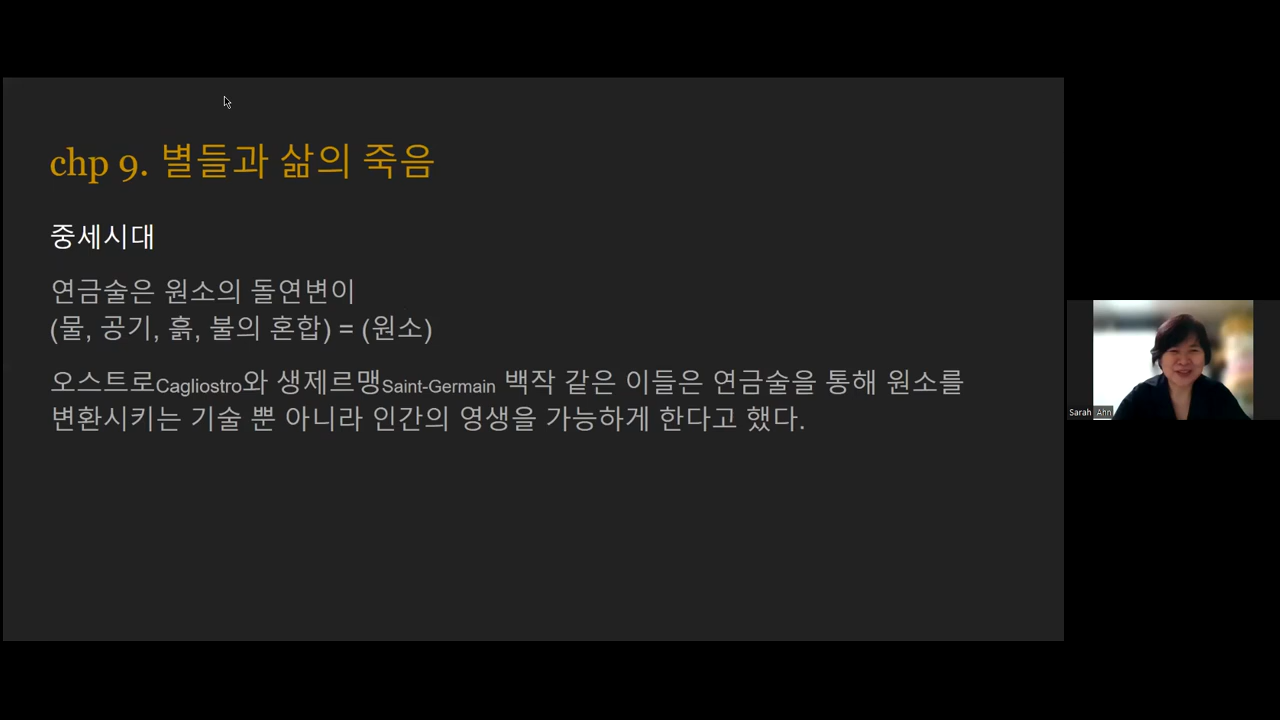 chp 9. 별들과 삶의 죽음
중세시대
연금술은 원소의 돌연변이
(물, 공기, 흙, 불의 혼합) = (원소)
오스트로Cagliostro와 생제르맹Saint-Germain 백작 같은 이들은 연금술을 통해 원소를
변환시키는 기술 뿐 아니라 인간의 영생을 가능하게 한다고 했다.
Sarah Ahn